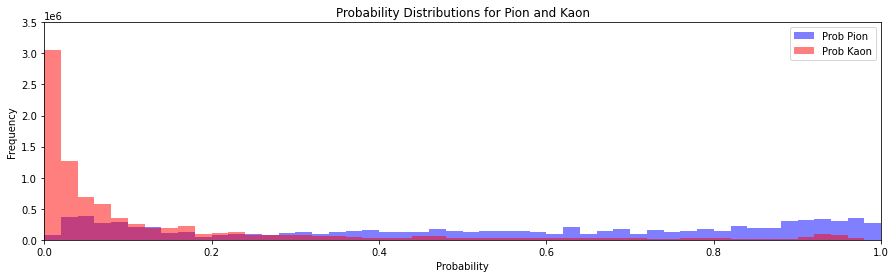 Probability Distributions for Pion and Kaon
1e6
3.5
3.0
2.5
2.0
1.5
1.0
0.5
0.0
Frequency
Prob Pion
Prob Kaon
0.0 0.2 0.4 0.6 0.8 1.0
Probability